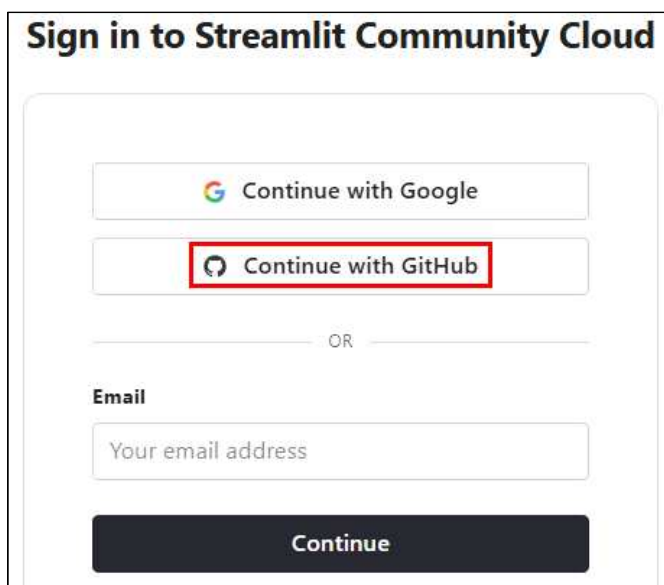 Sign in to Streamlit Community Cloud
Continue with Google
Continue with GitHub
OR
Email
Your email address
Continue